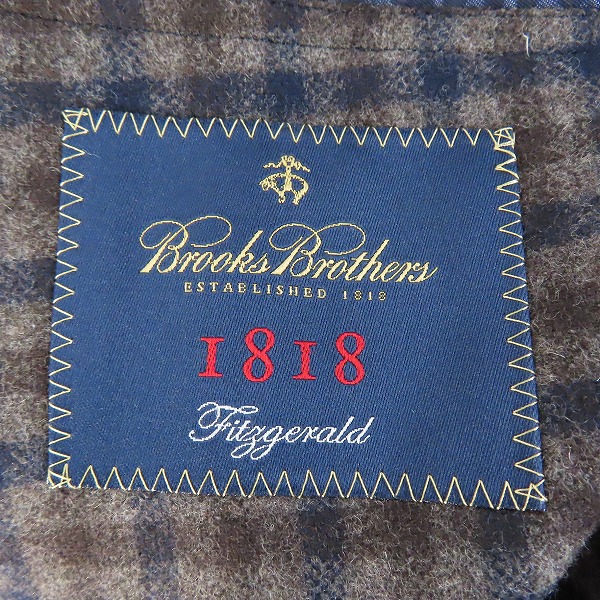 Brooks Brothers
ESTABLISHED 1818
1818
Fitzgerald